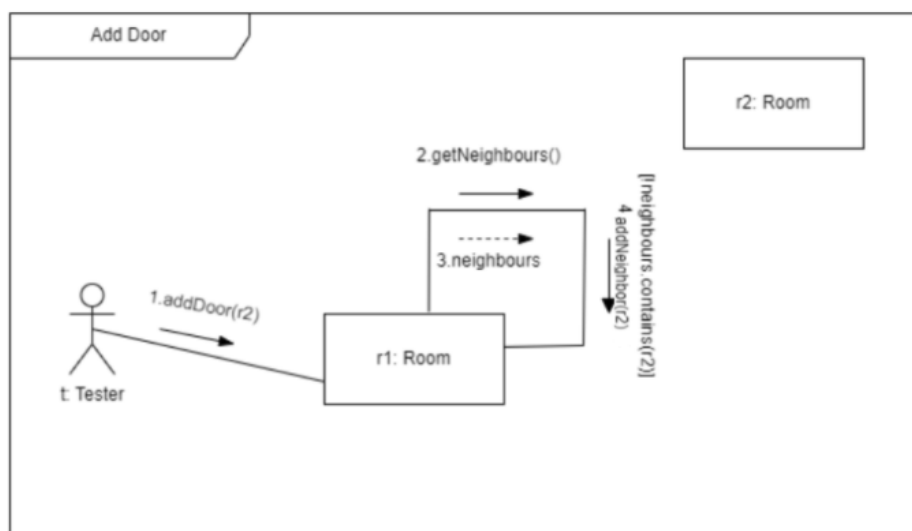 Add Door
r2: Room
2.getNeighbours()
[!neighbours.contains(r2)]
4 addNeighbor(r2)
3.neighbours
1.addDoor(r2)
r1: Room
t: Tester